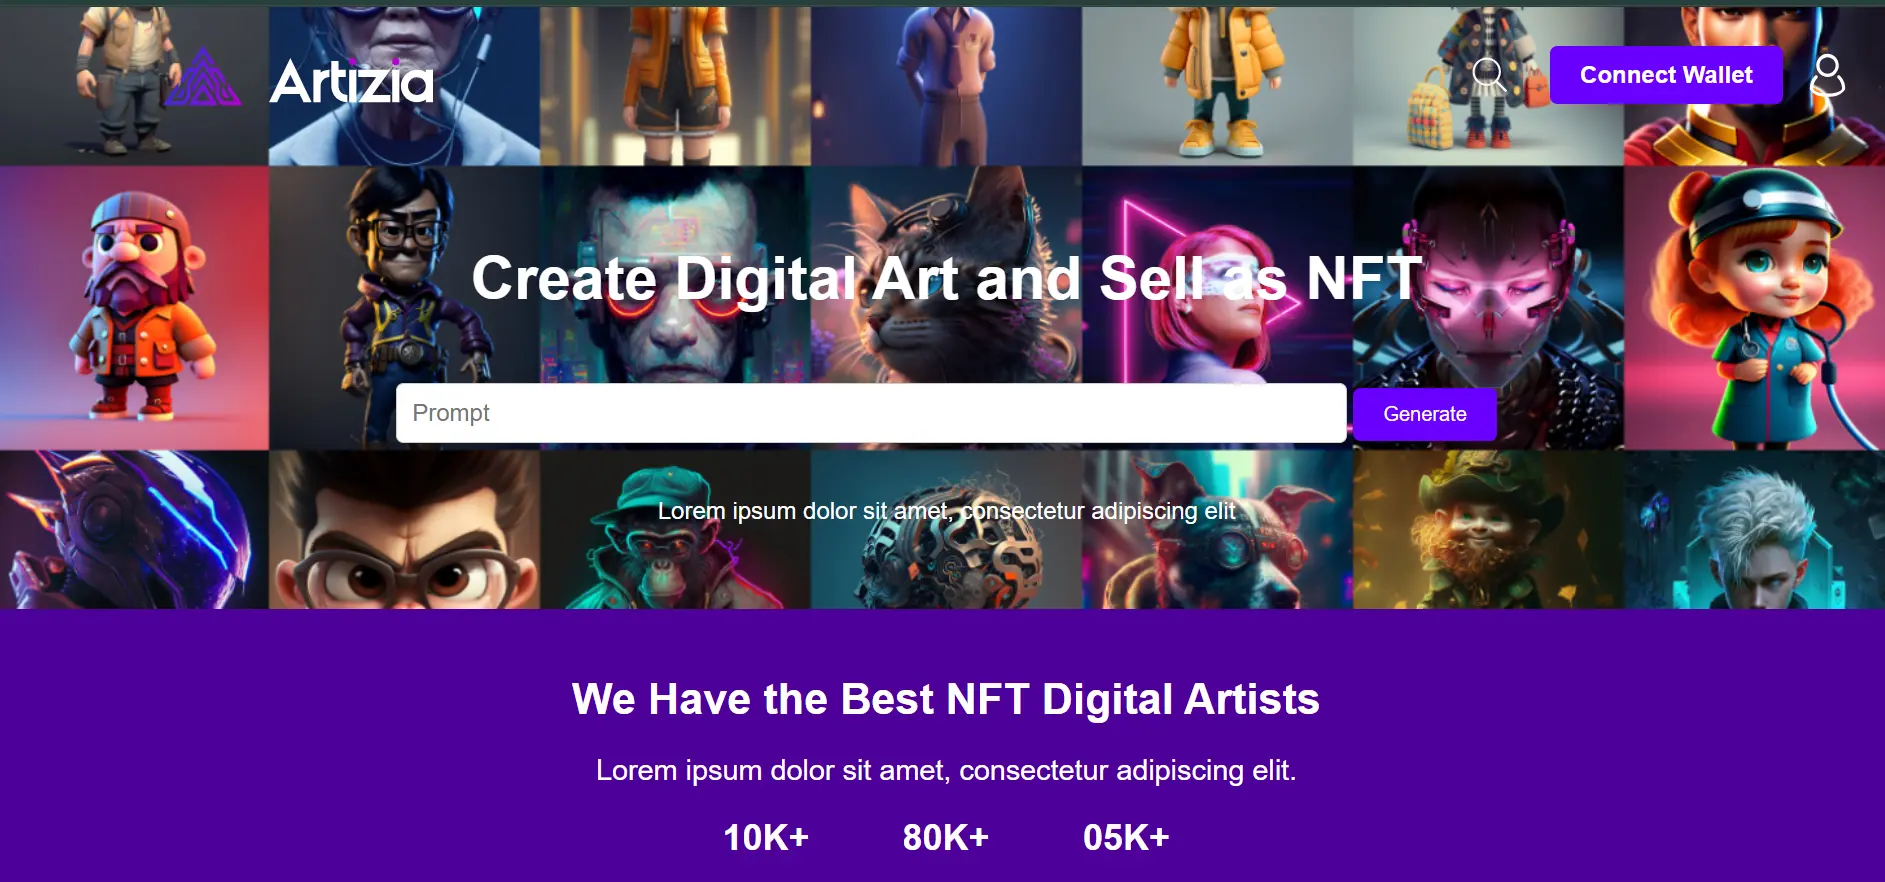 Artizia
Connect Wallet
Create Digital Art and Sell as NFT
Prompt
Generate
Lorem ipsum dolor sit amet, consectetur adipiscing elit
We Have the Best NFT Digital Artists
Lorem ipsum dolor sit amet, consectetur adipiscing elit.
10K+ 80K+ 05K+